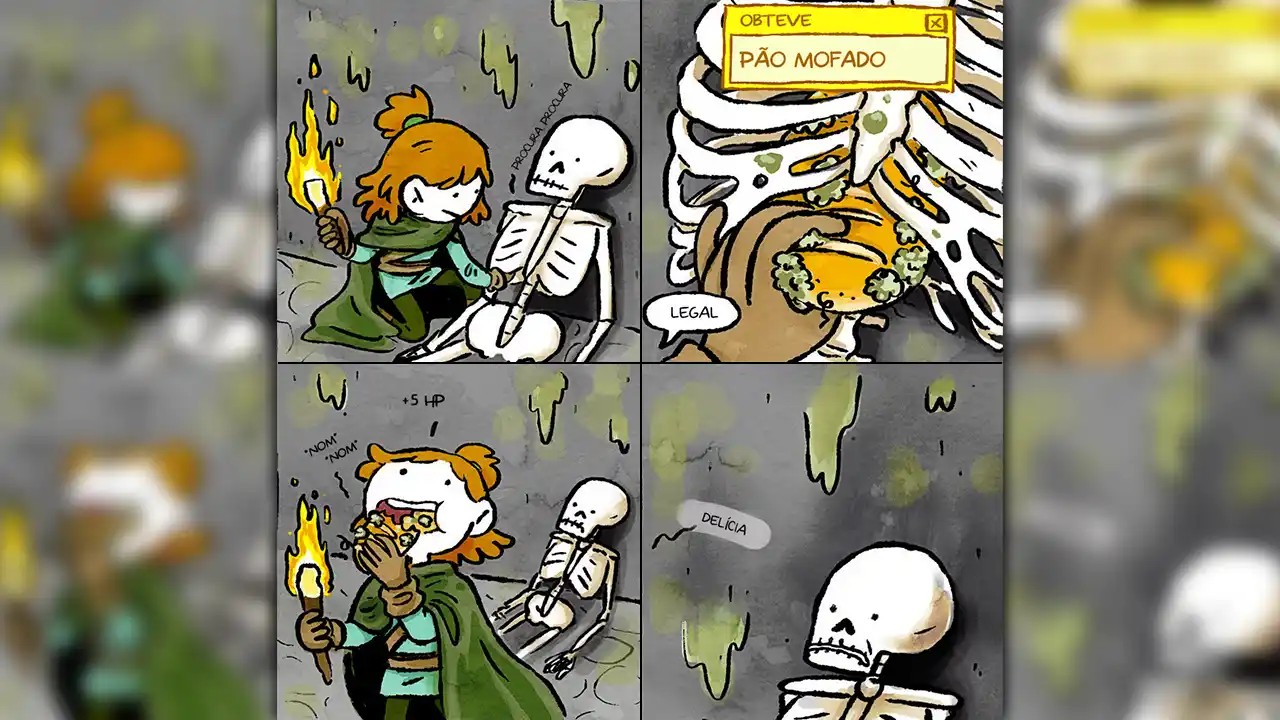 PROCURA PROCURA
OBTEVE
PÃO MOFADO
LEGAL
+5 HP
"NOM"
"NOM"
DELÍCIA